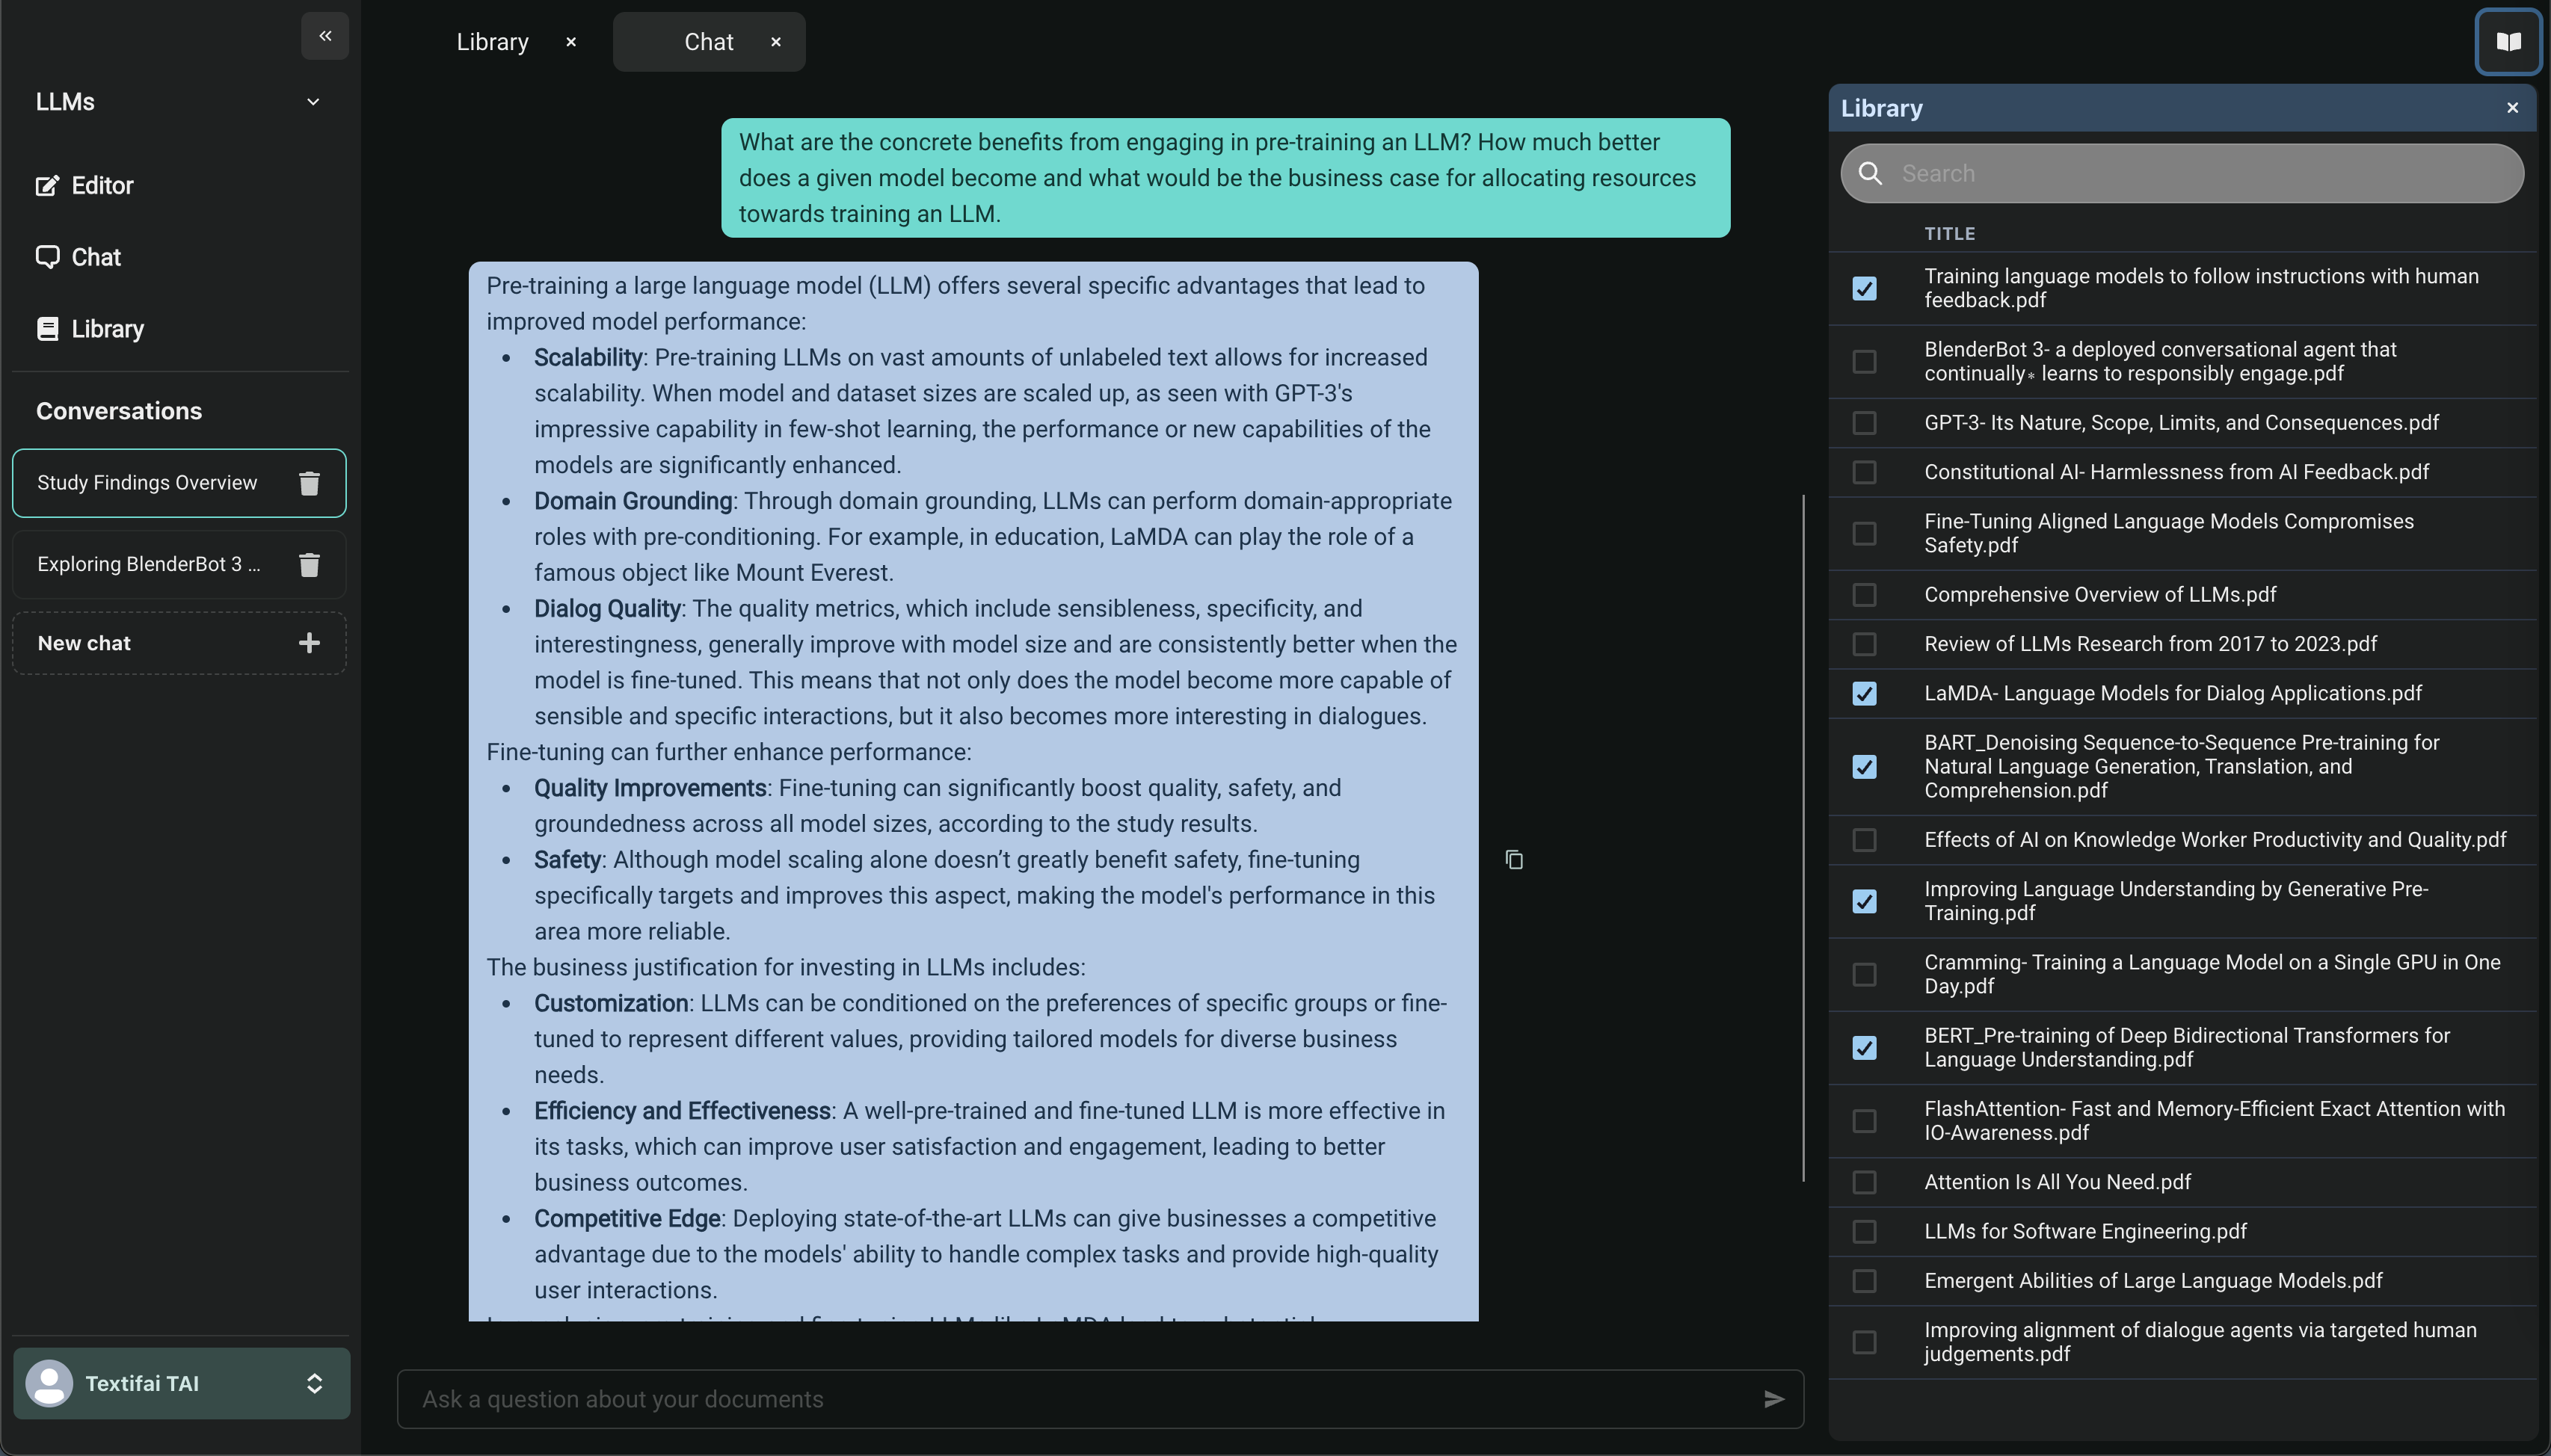 LLMs
Editor
Chat
Library
Conversations
Study Findings Overview
Exploring BlenderBot 3 ...
New chat
Textifai TAI
Library
Chat
What are the concrete benefits from engaging in pre-training an LLM? How much better
does a given model become and what would be the business case for allocating resources
towards training an LLM.
Pre-training a large language model (LLM) offers several specific advantages that lead to
improved model performance:
• Scalability: Pre-training LLMs on vast amounts of unlabeled text allows for increased
scalability. When model and dataset sizes are scaled up, as seen with GPT-3's
impressive capability in few-shot learning, the performance or new capabilities of the
models are significantly enhanced.
• Domain Grounding: Through domain grounding, LLMs can perform domain-appropriate
roles with pre-conditioning. For example, in education, LaMDA can play the role of a
famous object like Mount Everest.
• Dialog Quality: The quality metrics, which include sensibleness, specificity, and
interestingness, generally improve with model size and are consistently better when the
model is fine-tuned. This means that not only does the model become more capable of
sensible and specific interactions, but it also becomes more interesting in dialogues.
Fine-tuning can further enhance performance:
• Quality Improvements: Fine-tuning can significantly boost quality, safety, and
groundedness across all model sizes, according to the study results.
• Safety: Although model scaling alone doesn’t greatly benefit safety, fine-tuning
specifically targets and improves this aspect, making the model's performance in this
area more reliable.
The business justification for investing in LLMs includes:
• Customization: LLMs can be conditioned on the preferences of specific groups or fine-
tuned to represent different values, providing tailored models for diverse business
needs.
• Efficiency and Effectiveness: A well-pre-trained and fine-tuned LLM is more effective in
its tasks, which can improve user satisfaction and engagement, leading to better
business outcomes.
• Competitive Edge: Deploying state-of-the-art LLMs can give businesses a competitive
advantage due to the models' ability to handle complex tasks and provide high-quality
user interactions.
Ask a question about your documents
Library
Search
TITLE
Training language models to follow instructions with human
feedback.pdf
BlenderBot 3- a deployed conversational agent that
continually∗ learns to responsibly engage.pdf
GPT-3- Its Nature, Scope, Limits, and Consequences.pdf
Constitutional AI- Harmlessness from AI Feedback.pdf
Fine-Tuning Aligned Language Models Compromises
Safety.pdf
Comprehensive Overview of LLMs.pdf
Review of LLMs Research from 2017 to 2023.pdf
LaMDA- Language Models for Dialog Applications.pdf
BART_Denoising Sequence-to-Sequence Pre-training for
Natural Language Generation, Translation, and
Comprehension.pdf
Effects of AI on Knowledge Worker Productivity and Quality.pdf
Improving Language Understanding by Generative Pre-
Training.pdf
Cramming- Training a Language Model on a Single GPU in One
Day.pdf
BERT_Pre-training of Deep Bidirectional Transformers for
Language Understanding.pdf
FlashAttention- Fast and Memory-Efficient Exact Attention with
IO-Awareness.pdf
Attention Is All You Need.pdf
LLMs for Software Engineering.pdf
Emergent Abilities of Large Language Models.pdf
Improving alignment of dialogue agents via targeted human
judgements.pdf